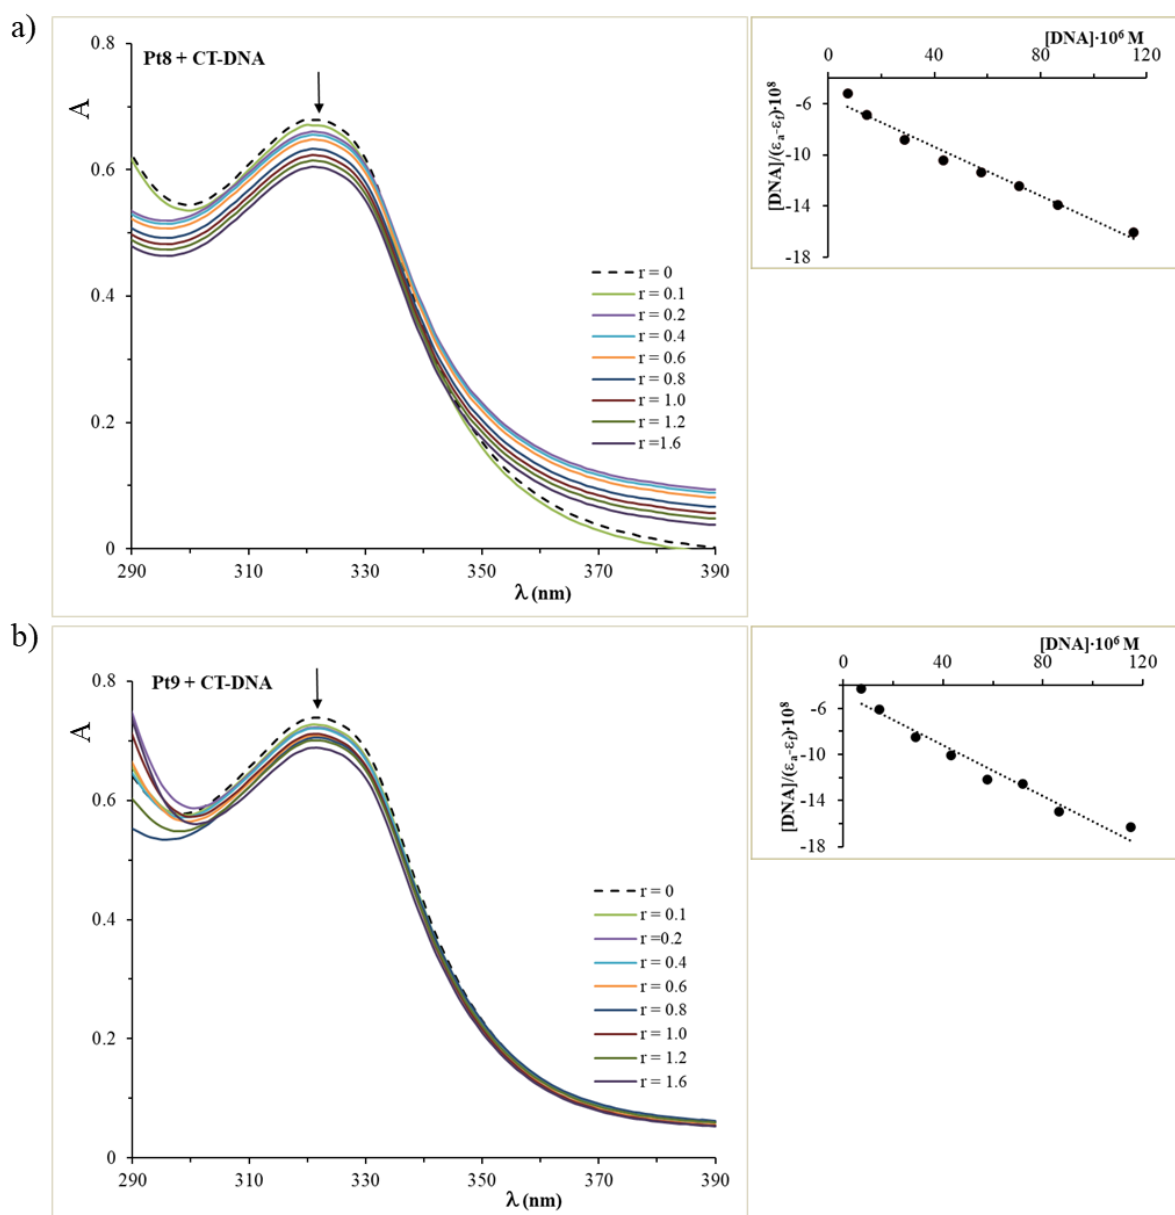 a)
Pt8 + CT-DNA
A
0.8
0.6
0.4
0.2
0
290 310 330 350 370 390
λ (nm)
r = 0
r = 0.1
r = 0.2
r = 0.4
r = 0.6
r = 0.8
r = 1.0
r = 1.2
r =1.6
[DNA]·10⁶ M
0 40 80 120
[DNA]/(εₐ-ε_f)·10⁸
-6
-10
-14
-18
b)
Pt9 + CT-DNA
A
0.8
0.6
0.4
0.2
0
290 310 330 350 370 390
λ (nm)
r = 0
r = 0.1
r =0.2
r = 0.4
r = 0.6
r = 0.8
r = 1.0
r = 1.2
r = 1.6
[DNA]·10⁶ M
0 40 80 120
[DNA]/(εₐ-ε_f)·10⁸
-6
-10
-14
-18